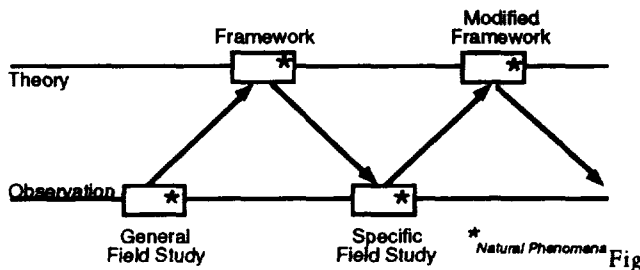 Framework
Modified
Framework
*
*
Theory
Observation
*
*
General
Field Study
Specific
Field Study
* Natural Phenomena
Fig